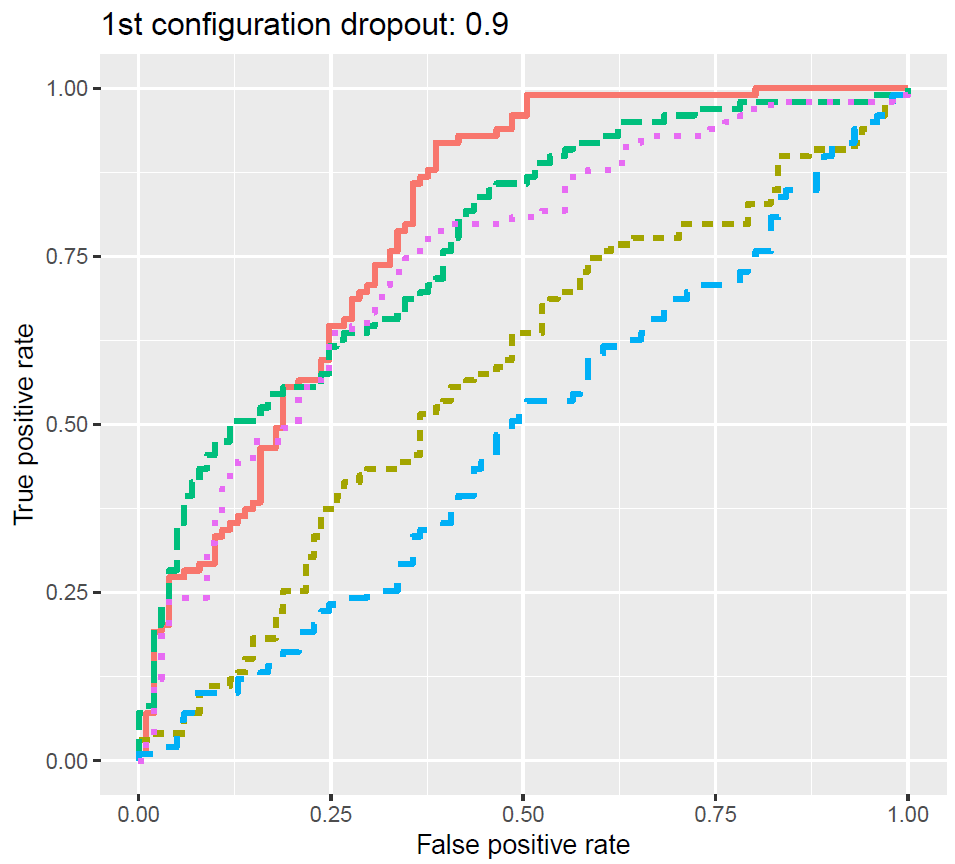 1st configuration dropout: 0.9
1.00
0.75
0.50
0.25
0.00
True positive rate
0.00 0.25 0.50 0.75 1.00
False positive rate